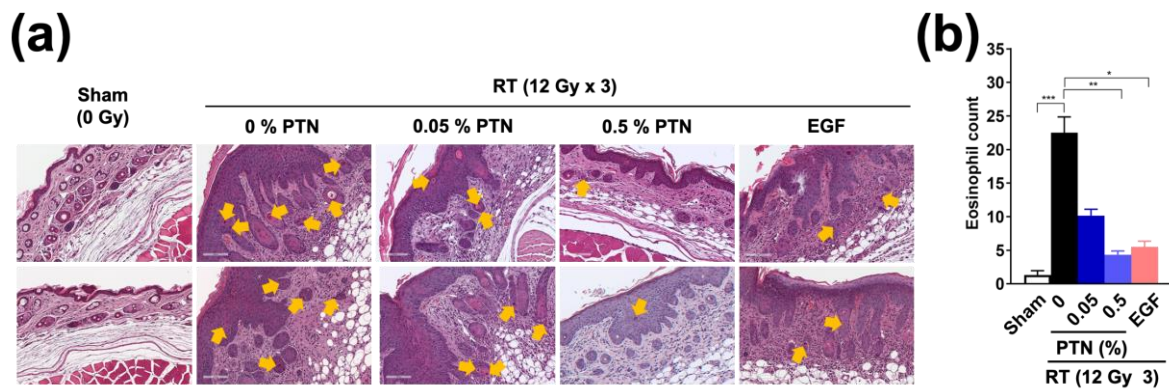 (a)
Sham
(0 Gy)
RT (12 Gy x 3)
0 % PTN
0.05 % PTN
0.5 % PTN
EGF
(b)
Eosinophil count
35
30
25
20
15
10
5
0
***
**
*
Sham
0
0.05
0.5
EGF
PTN (%)
RT (12 Gy 3)